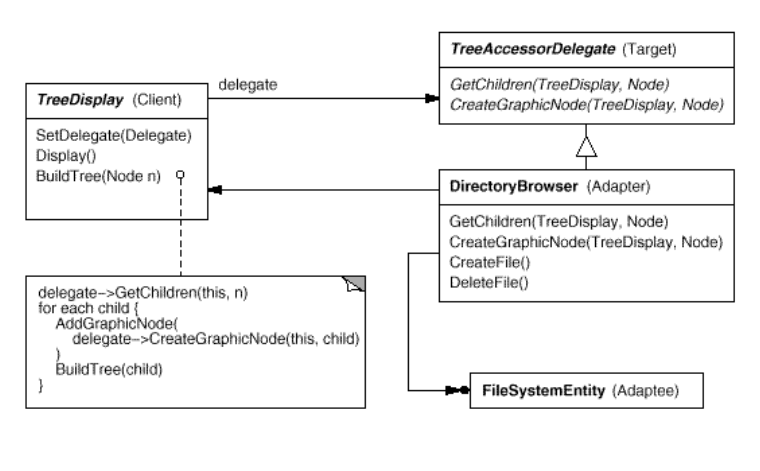 TreeAccessorDelegate (Target)
GetChildren(TreeDisplay, Node)
CreateGraphicNode(TreeDisplay, Node)
delegate
TreeDisplay (Client)
SetDelegate(Delegate)
Display()
BuildTree(Node n)
DirectoryBrowser (Adapter)
GetChildren(TreeDisplay, Node)
CreateGraphicNode(TreeDisplay, Node)
CreateFile()
DeleteFile()
delegate−>GetChildren(this, n)
for each child {
AddGraphicNode(
delegate−>CreateGraphicNode(this, child)
)
BuildTree(child)
}
FileSystemEntity (Adaptee)